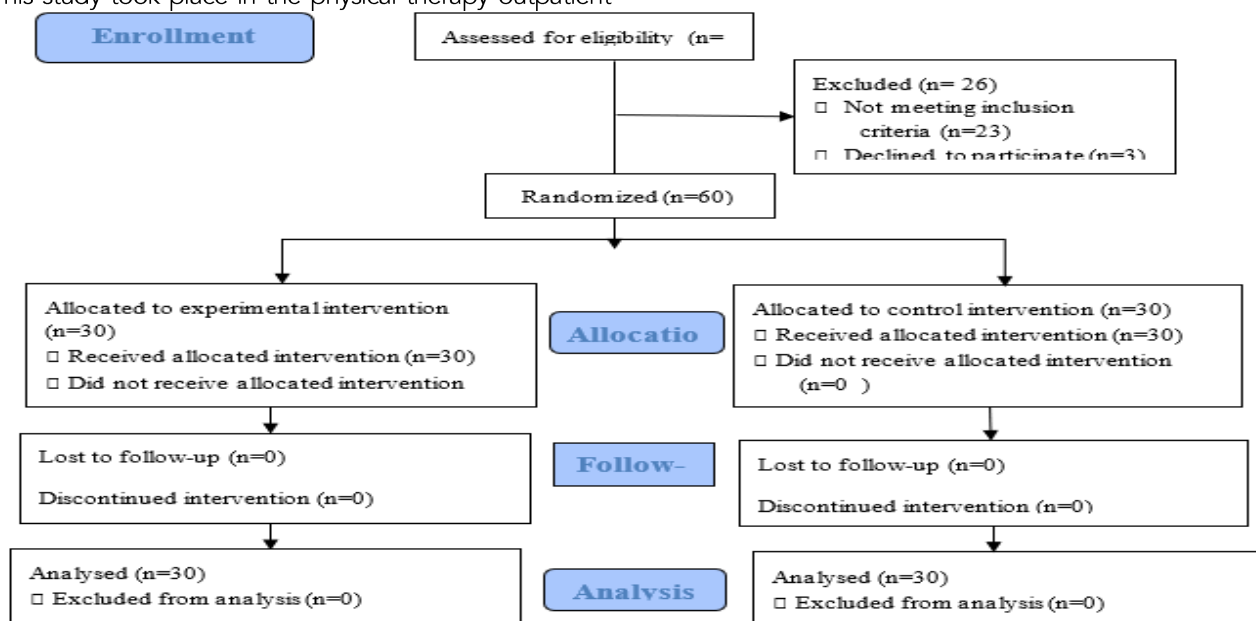 his study took place in the physical therapy outpatient
Enrollment
Assessed for eligibility (n=
Excluded (n= 26)
□ Not meeting inclusion
criteria (n=23)
□ Declined to participate (n=3)
Randomized (n=60)
Allocated to experimental intervention
(n=30)
□ Received allocated intervention (n=30)
□ Did not receive allocated intervention
Allocatio
Allocated to control intervention (n=30)
□ Received allocated intervention (n=30)
□ Did not receive allocated intervention
(n=0 )
Lost to follow-up (n=0)
Discontinued intervention (n=0)
Follow-
Lost to follow-up (n=0)
Discontinued intervention (n=0)
Analysed (n=30)
□ Excluded from analysis (n=0)
Analysis
Analysed (n=30)
□ Excluded from analysis (n=0)